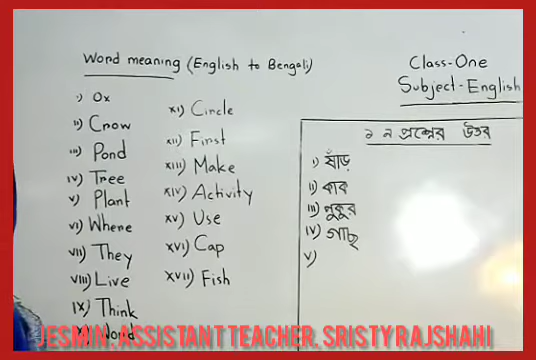 Word meaning (English to Bengali)
i) Ox
ii) Crow
iii) Pond
IV) Tree
V) Plant
VI) Where
VII) They
VIII) Live
IX) Think
XI) Circle
XII) First
XIII) Make
XIV) Activity
XV) Use
XVI) Cap
XVII) Fish
Class-One
Subject-English
১ ন প্রশ্নের উত্তর
I) ষাঁড়
II) কাক
III) পুকুর
IV) গাছ
V)
JESMIN, ASSISTANT TEACHER, SRISTY RAJSHAHI